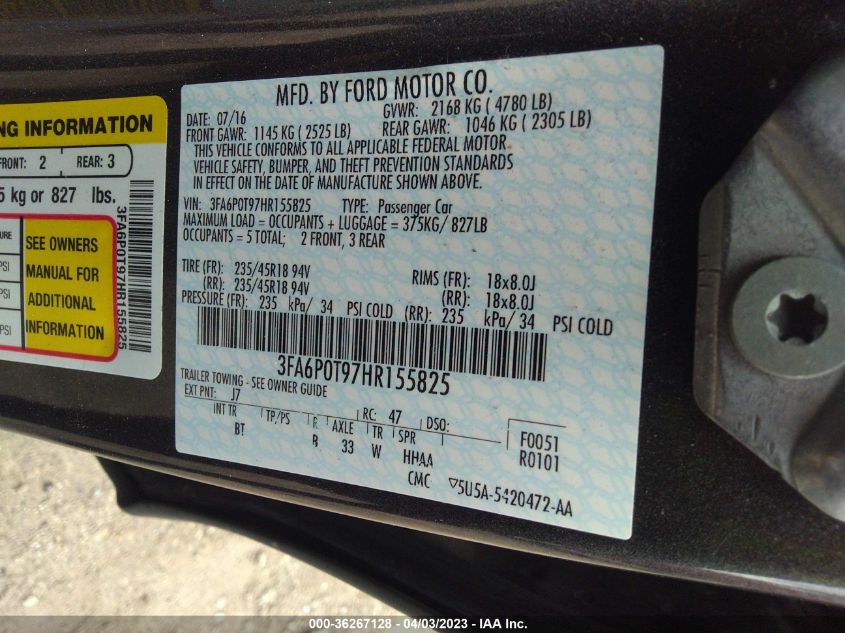 MFD. BY FORD MOTOR CO.
DATE: 07/16 GVWR: 2168 KG ( 4780 LB)
FRONT GAWR: 1145 KG ( 2525 LB) REAR GAWR: 1046 KG ( 2305 LB)
THIS VEHICLE CONFORMS TO ALL APPLICABLE FEDERAL MOTOR
VEHICLE SAFETY, BUMPER, AND THEFT PREVENTION STANDARDS
IN EFFECT ON THE DATE OF MANUFACTURE SHOWN ABOVE.
VIN: 3FA6P0T97HR155825 TYPE: Passenger Car
MAXIMUM LOAD = OCCUPANTS + LUGGAGE = 375KG/ 827LB
OCCUPANTS = 5 TOTAL; 2 FRONT, 3 REAR
TIRE (FR): 235/45R18 94V RIMS (FR): 18x8.0J
(RR): 235/45R18 94V (RR): 18x8.0J
PRESSURE (FR): 235 kPa/ 34 PSI COLD (RR): 235 kPa/ 34 PSI COLD
3FA6P0T97HR155825
TRAILER TOWING - SEE OWNER GUIDE
EXT PNT: J7 RC: 47 DSO: F0051
INT TR TP/PS R AXLE TR SPR R0101
BT B 33 W HHAA
CMC 5U5A-5420472-AA
INFORMATION
FRONT: 2 REAR: 3
kg or 827 lbs.
SEE OWNERS
MANUAL FOR
ADDITIONAL
INFORMATION
PSI
PSI
3FA6P0T97HR155825
000-36267128 - 04/03/2023 - IAA Inc.